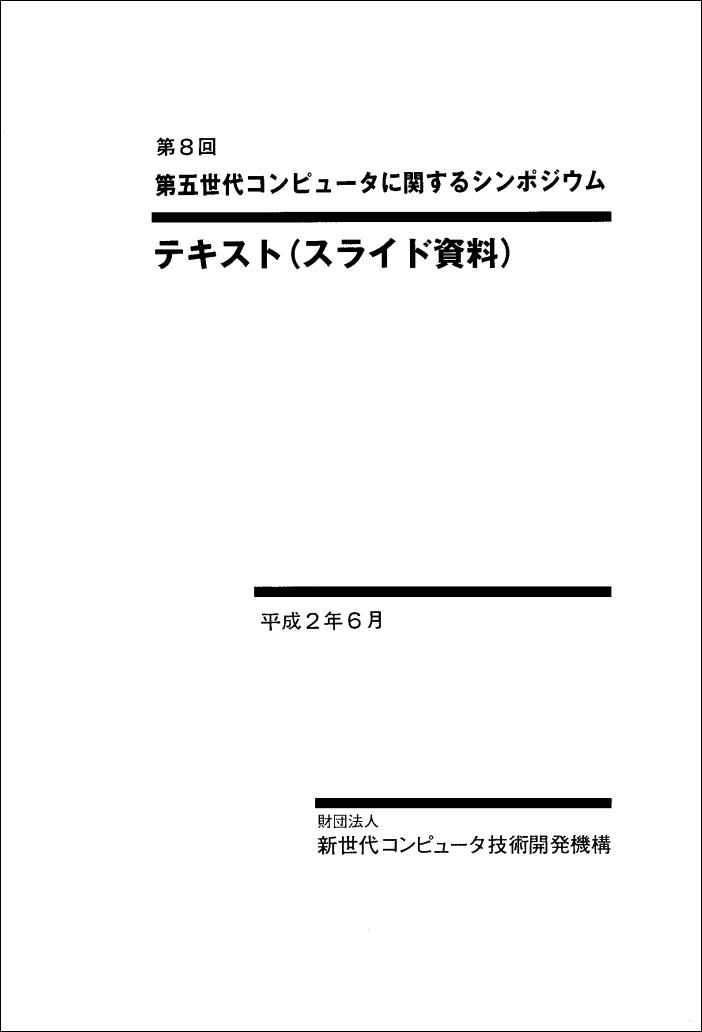 第8回
第五世代コンピュータに関するシンポジウム
テキスト(スライド資料)
平成2年6月
財団法人
新世代コンピュータ技術開発機構